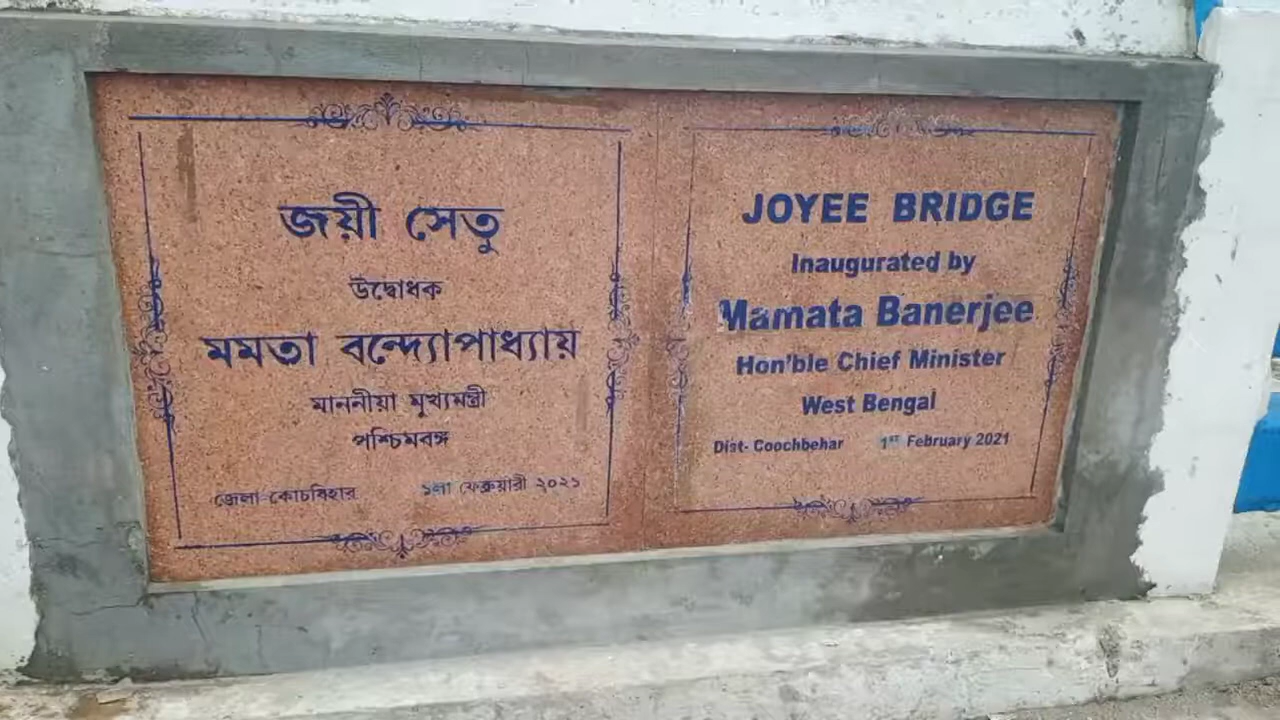 জয়ী সেতু
উদ্বোধক
মমতা বন্দ্যোপাধ্যায়
মাননীয়া মুখ্যমন্ত্রী
পশ্চিমবঙ্গ
জেলা-কোচবিহার ১লা ফেব্রুয়ারী ২০২১
JOYEE BRIDGE
Inaugurated by
Mamata Banerjee
Hon'ble Chief Minister
West Bengal
Dist- Coochbehar 1st February 2021